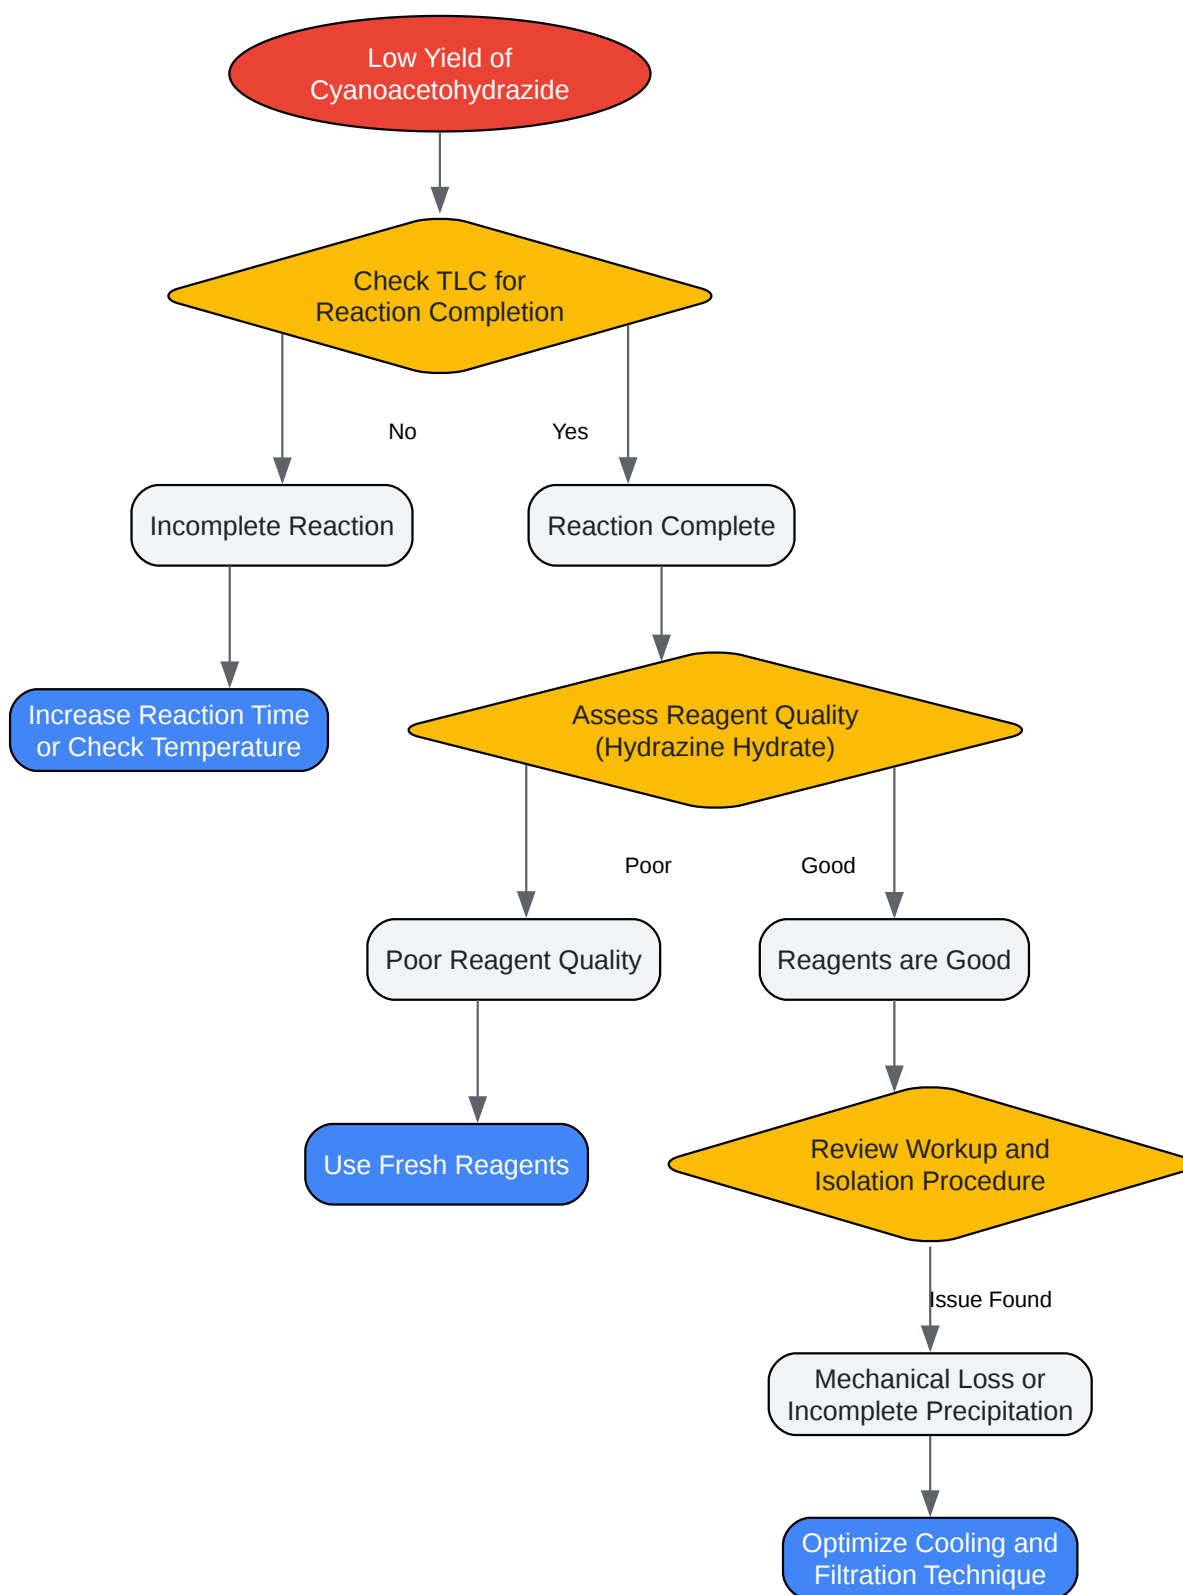 Low Yield of
Cyanoacetohydrazide
Check TLC for
Reaction Completion
No
Yes
Incomplete Reaction
Reaction Complete
Increase Reaction Time
or Check Temperature
Assess Reagent Quality
(Hydrazine Hydrate)
Poor
Good
Poor Reagent Quality
Reagents are Good
Use Fresh Reagents
Review Workup and
Isolation Procedure
Issue Found
Mechanical Loss or
Incomplete Precipitation
Optimize Cooling and
Filtration Technique